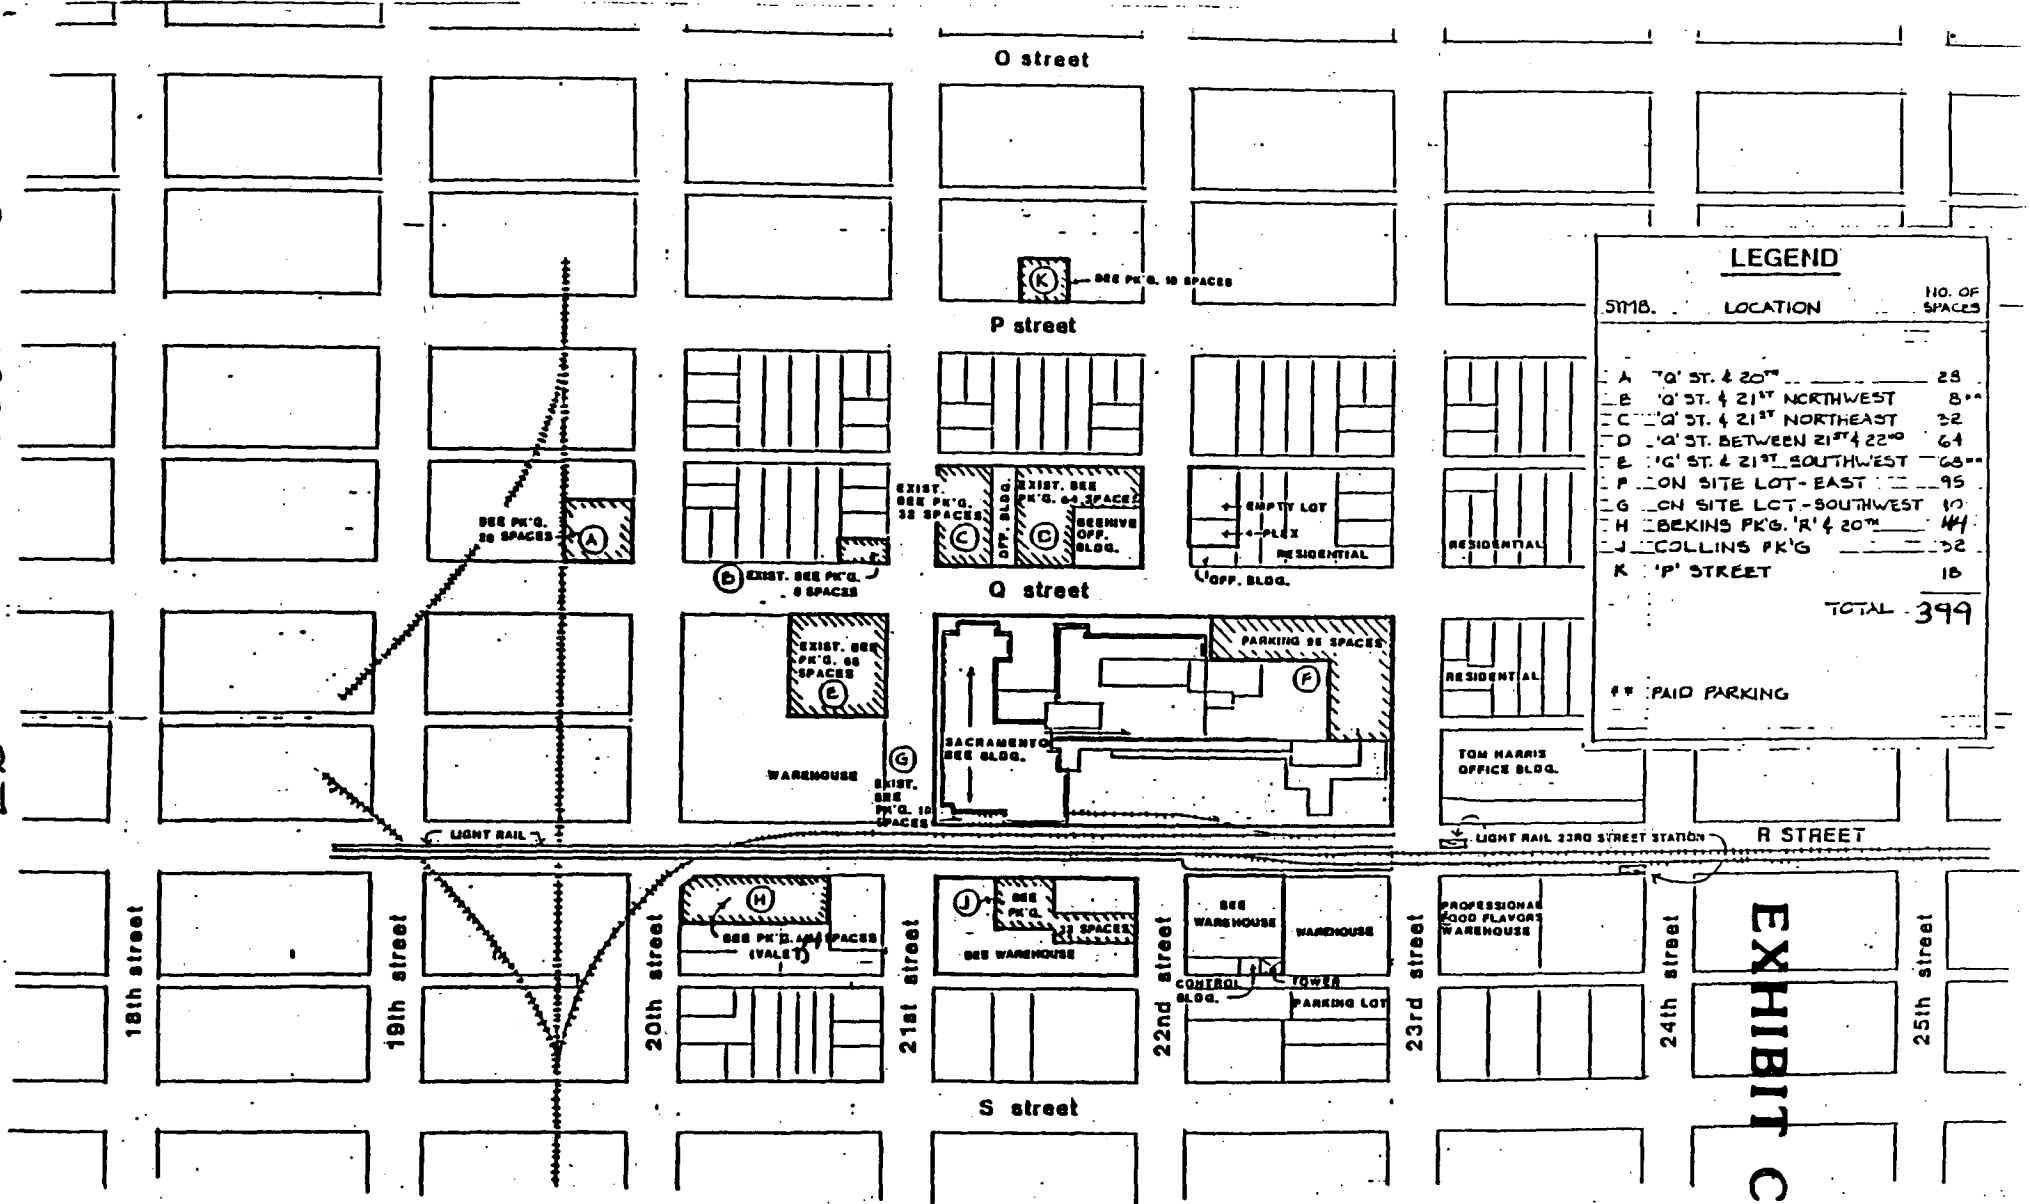 O street
K
BEE PK'G. 18 SPACES
P street
LEGEND
SYMB. LOCATION NO. OF SPACES
A 'Q' ST. & 20TH 28
B 'Q' ST. & 21ST NORTHWEST 8**
C 'Q' ST. & 21ST NORTHEAST 32
D 'Q' ST. BETWEEN 21ST & 22ND 64
E 'Q' ST. & 21ST SOUTHWEST 68**
F ON SITE LOT - EAST 95
G ON SITE LOT - SOUTHWEST 10
H BEKINS PK'G. 'R' & 20TH 44
J COLLINS PK'G 32
K 'P' STREET 18
TOTAL 399
** PAID PARKING
BEE PK'G.
28 SPACES
A
EXIST.
BEE PK'G.
32 SPACES
C
OFF. BLDG.
EXIST. BEE
PK'G. 64 SPACES
D
BEEHIVE
OFF.
BLDG.
EMPTY LOT
4-PLEX
RESIDENTIAL
OFF. BLDG.
RESIDENTIAL
B
EXIST. BEE PK'G.
8 SPACES
Q street
EXIST. BEE
PK'G. 68
SPACES
E
PARKING 95 SPACES
F
RESIDENTIAL
SACRAMENTO
BEE BLDG.
WAREHOUSE
G
EXIST.
BEE
PK'G. 10
SPACES
TOM HARRIS
OFFICE BLDG.
LIGHT RAIL
LIGHT RAIL 23RD STREET STATION
R STREET
H
BEE PK'G. 44 SPACES
(VALET)
J
BEE
PK'G.
32 SPACES
BEE WAREHOUSE
BEE
WAREHOUSE
WAREHOUSE
CONTROL
BLDG.
TOWER
PARKING LOT
PROFESSIONAL
FOOD FLAVORS
WAREHOUSE
18th street
19th street
20th street
21st street
22nd street
23rd street
24th street
25th street
S street
EXHIBIT C